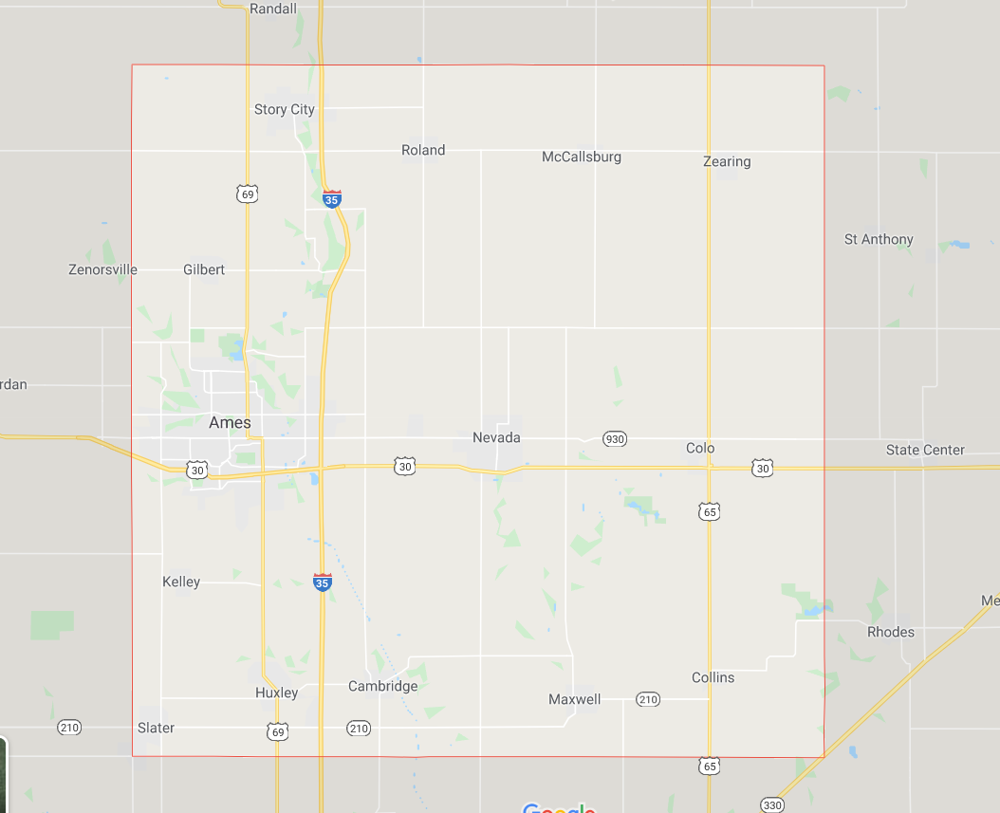 Randall
Story City
Roland
McCallsburg
Zearing
69
35
St Anthony
Zenorsville
Gilbert
rdan
Ames
Nevada
930
Colo
State Center
30
30
30
65
Kelley
35
Me
Rhodes
Collins
Cambridge
Huxley
Maxwell
210
210
Slater
69
210
65
330
Google